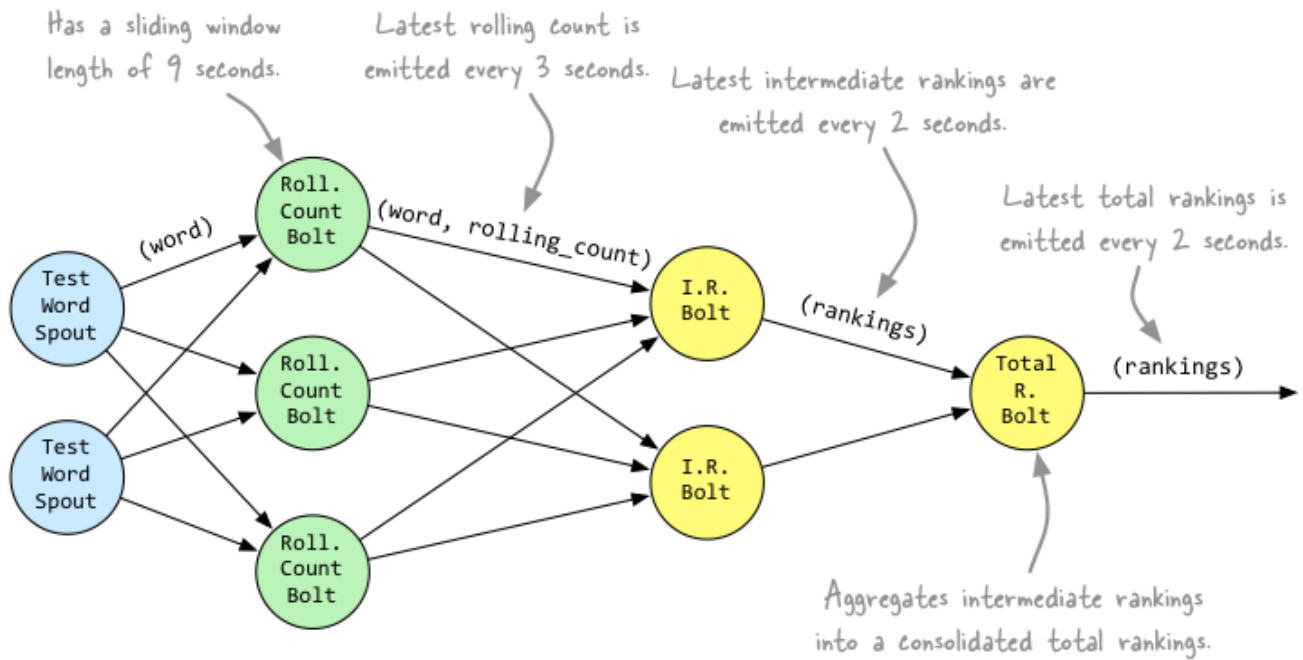 Has a sliding window
length of 9 seconds.
Latest rolling count is
emitted every 3 seconds.
Latest intermediate rankings are
emitted every 2 seconds.
Latest total rankings is
emitted every 2 seconds.
Test
Word
Spout
Test
Word
Spout
(word)
Roll.
Count
Bolt
Roll.
Count
Bolt
Roll.
Count
Bolt
(word, rolling_count)
I.R.
Bolt
I.R.
Bolt
(rankings)
Total
R.
Bolt
(rankings)
Aggregates intermediate rankings
into a consolidated total rankings.